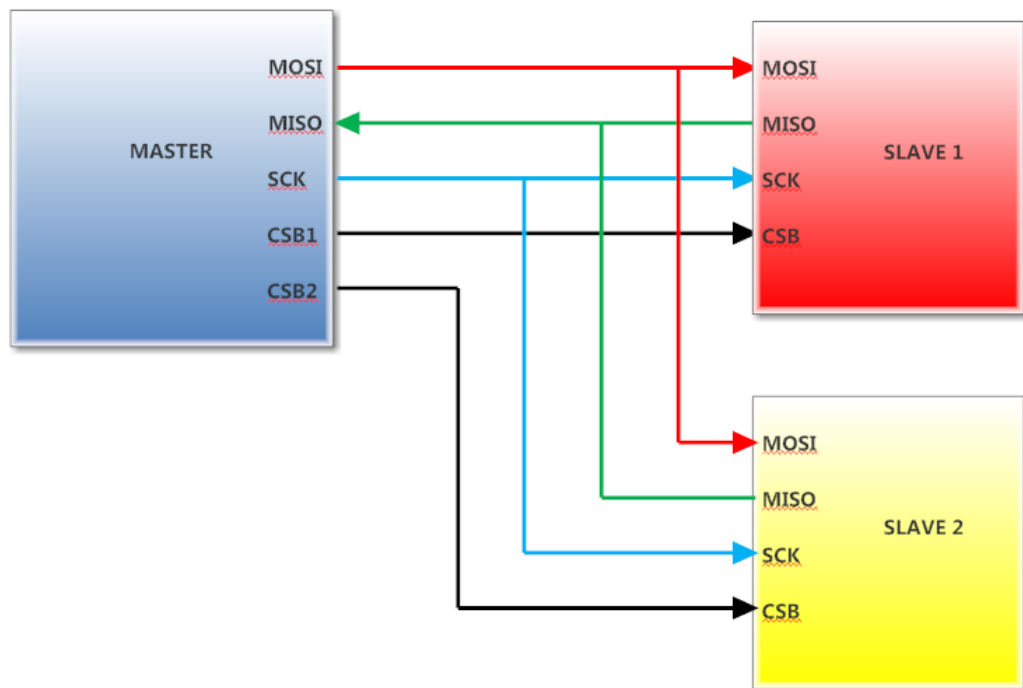 MASTER
MOSI
MISO
SCK
CSB1
CSB2
MOSI
MISO
SCK
CSB
SLAVE 1
MOSI
MISO
SCK
CSB
SLAVE 2